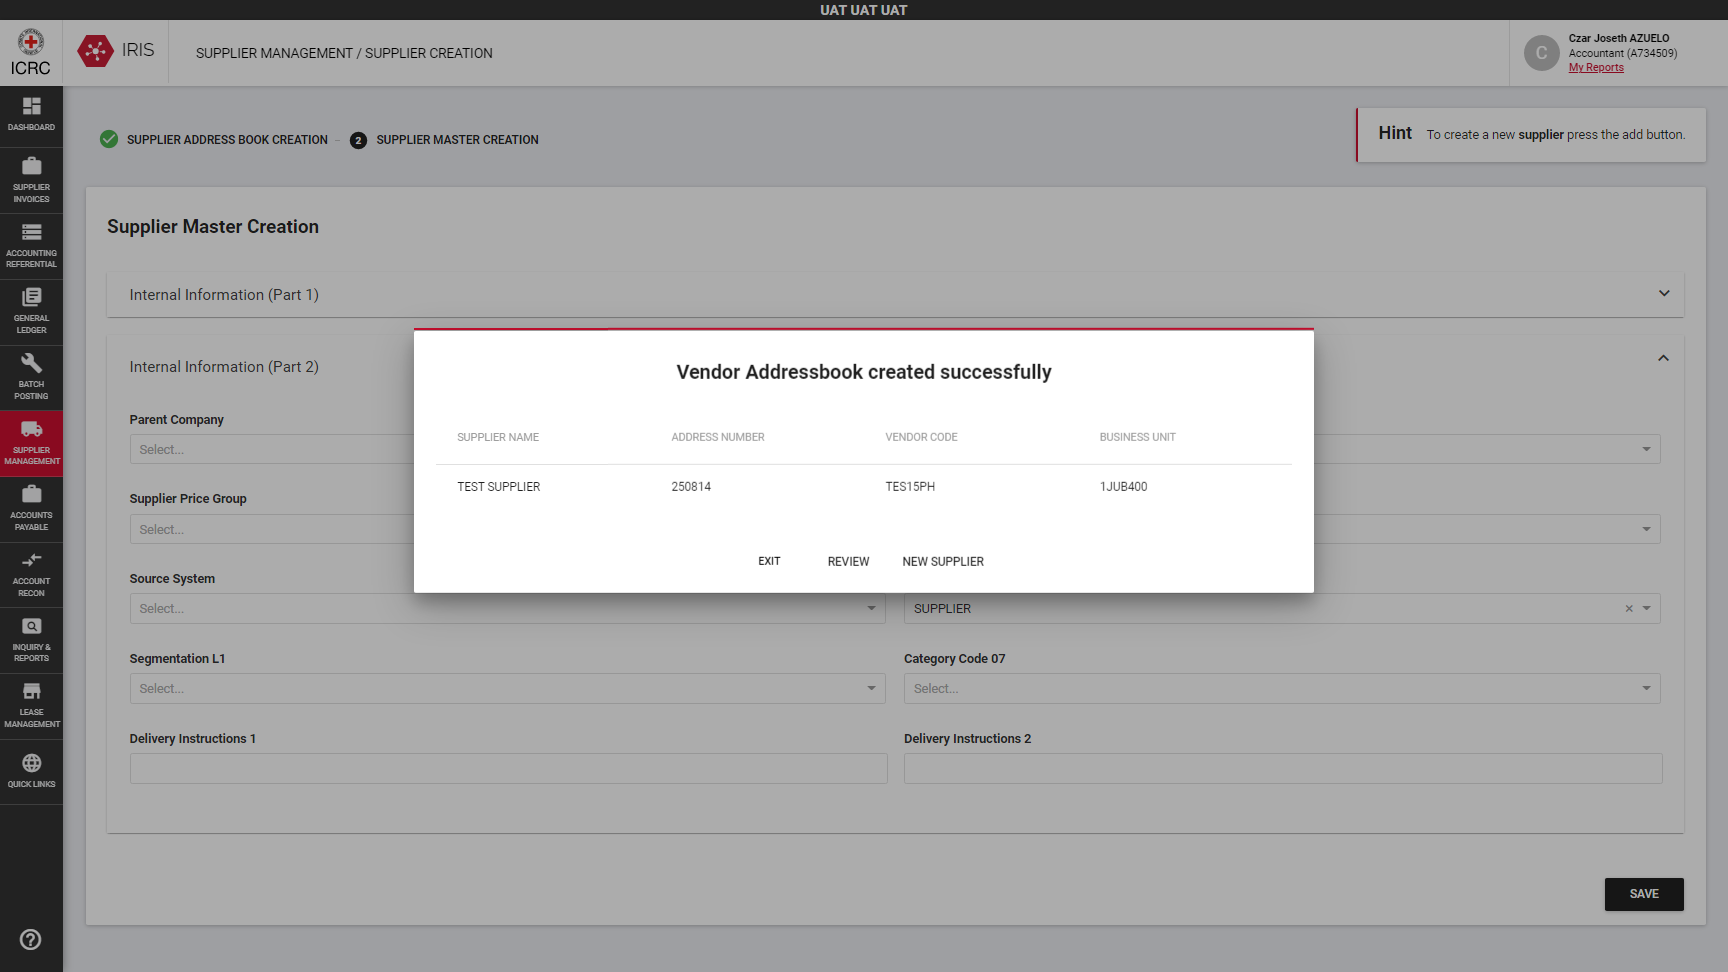 UAT UAT UAT
ICRC
IRIS
SUPPLIER MANAGEMENT / SUPPLIER CREATION
C
Czar Joseth AZUELO
Accountant (A734509)
My Reports
DASHBOARD
SUPPLIER
INVOICES
ACCOUNTING
REFERENTIAL
GENERAL
LEDGER
BATCH
POSTING
SUPPLIER
MANAGEMENT
ACCOUNTS
PAYABLE
ACCOUNT
RECON
INQUIRY &
REPORTS
LEASE
MANAGEMENT
QUICK LINKS
SUPPLIER ADDRESS BOOK CREATION
2 SUPPLIER MASTER CREATION
Hint To create a new supplier press the add button.
Supplier Master Creation
Internal Information (Part 1)
Internal Information (Part 2)
Parent Company
Select...
Supplier Price Group
Select...
Source System
Select...
SUPPLIER
Segmentation L1
Select...
Category Code 07
Select...
Delivery Instructions 1
Delivery Instructions 2
SAVE
Vendor Addressbook created successfully
SUPPLIER NAME ADDRESS NUMBER VENDOR CODE BUSINESS UNIT
TEST SUPPLIER 250814 TES15PH 1JUB400
EXIT REVIEW NEW SUPPLIER